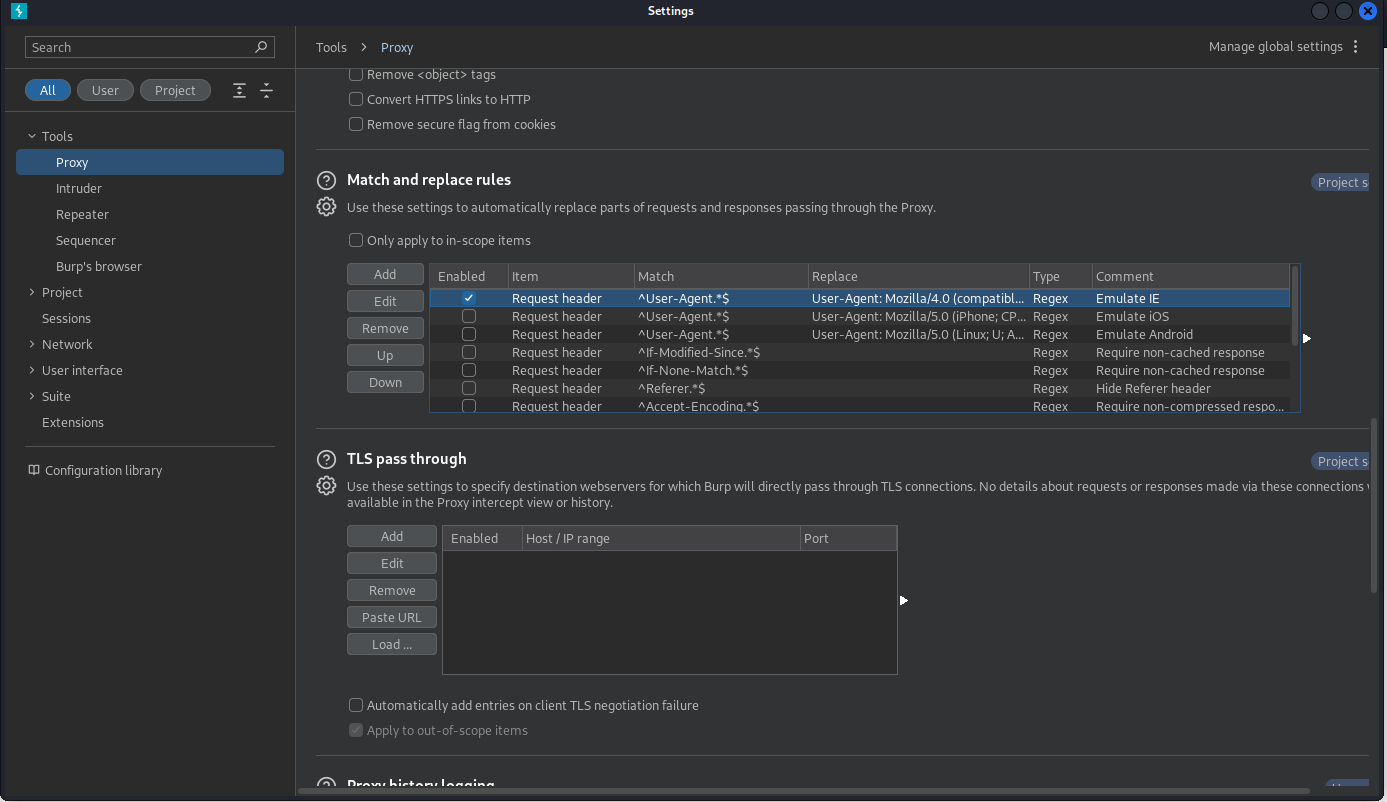 Settings
Search
Tools > Proxy
Manage global settings
All User Project
Tools
Proxy
Intruder
Repeater
Sequencer
Burp's browser
Project
Sessions
Network
User interface
Suite
Extensions
Configuration library
Remove <object> tags
Convert HTTPS links to HTTP
Remove secure flag from cookies
Match and replace rules
Project s
Use these settings to automatically replace parts of requests and responses passing through the Proxy.
Only apply to in-scope items
Add
Edit
Remove
Up
Down
Enabled Item Match Replace Type Comment
Request header ^User-Agent.*$ User-Agent: Mozilla/4.0 (compatibl... Regex Emulate IE
Request header ^User-Agent.*$ User-Agent: Mozilla/5.0 (iPhone; CP... Regex Emulate iOS
Request header ^User-Agent.*$ User-Agent: Mozilla/5.0 (Linux; U; A... Regex Emulate Android
Request header ^If-Modified-Since.*$ Regex Require non-cached response
Request header ^If-None-Match.*$ Regex Require non-cached response
Request header ^Referer.*$ Regex Hide Referer header
Request header ^Accept-Encoding.*$ Regex Require non-compressed respo...
TLS pass through
Project s
Use these settings to specify destination webservers for which Burp will directly pass through TLS connections. No details about requests or responses made via these connections
available in the Proxy intercept view or history.
Add
Edit
Remove
Paste URL
Load ...
Enabled Host / IP range Port
Automatically add entries on client TLS negotiation failure
Apply to out-of-scope items
Proxy history logging